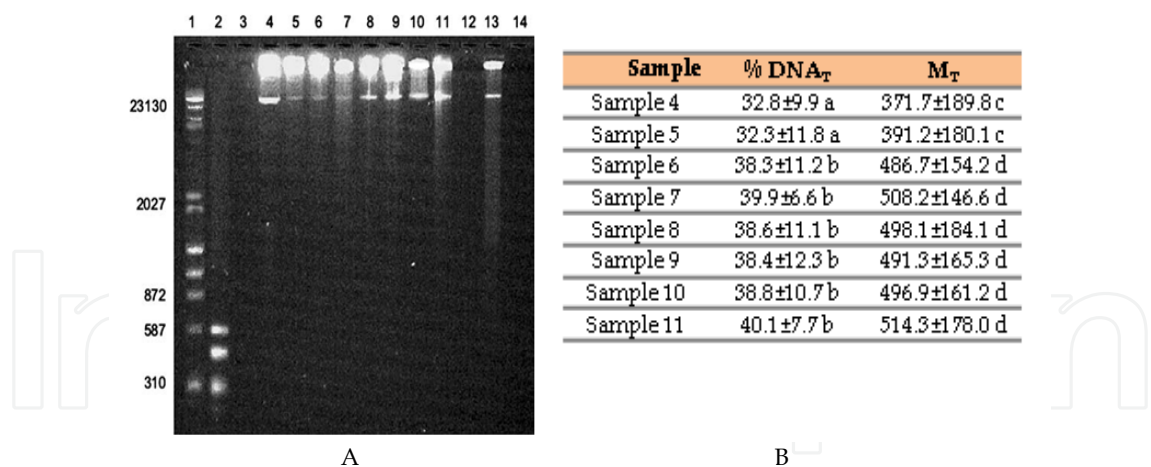 1 2 3 4 5 6 7 8 9 10 11 12 13 14
23130
2027
872
587
310
A
Sample % DNAT MT
Sample 4 32.8±9.9 a 371.7±189.8 c
Sample 5 32.3±11.8 a 391.2±180.1 c
Sample 6 38.3±11.2 b 486.7±154.2 d
Sample 7 39.9±6.6 b 508.2±146.6 d
Sample 8 38.6±11.1 b 498.1±184.1 d
Sample 9 38.4±12.3 b 491.3±165.3 d
Sample 10 38.8±10.7 b 496.9±161.2 d
Sample 11 40.1±7.7 b 514.3±178.0 d
B